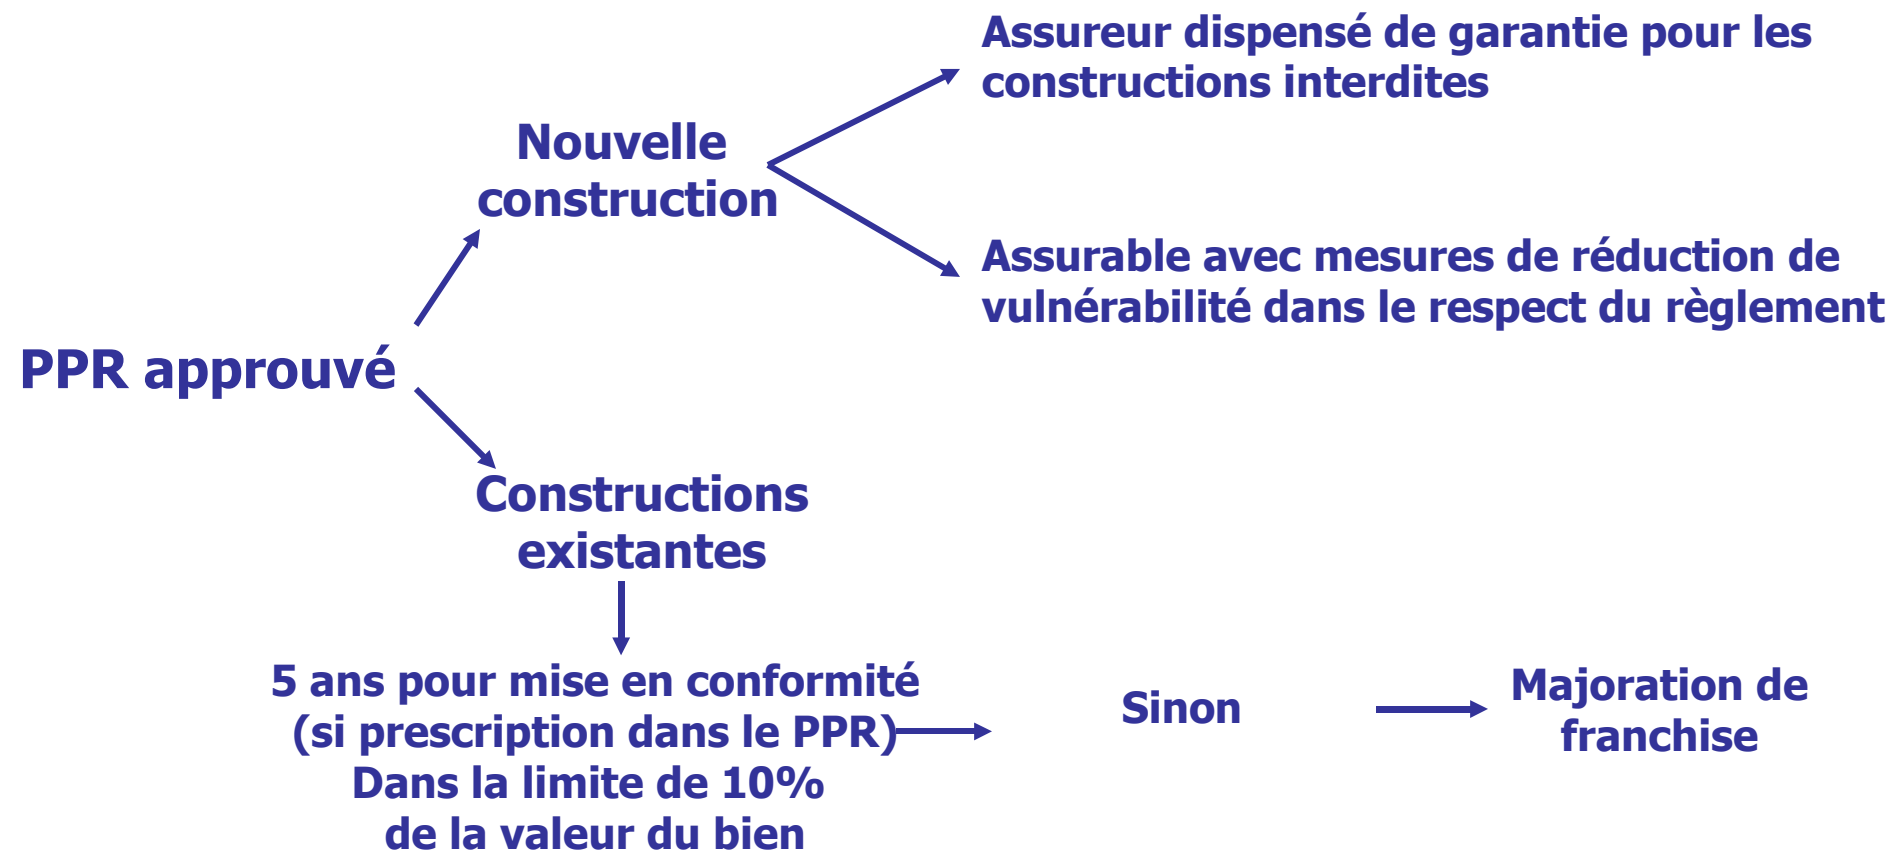 Assureur dispensé de garantie pour les
constructions interdites
Nouvelle
construction
Assurable avec mesures de réduction de
vulnérabilité dans le respect du règlement
PPR approuvé
Constructions
existantes
5 ans pour mise en conformité
(si prescription dans le PPR)
Dans la limite de 10%
de la valeur du bien
Sinon
Majoration de
franchise